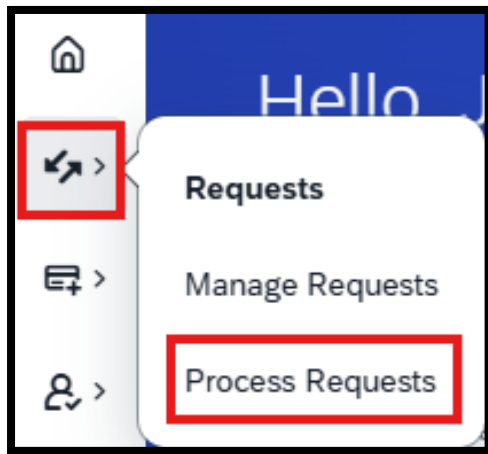 Hello, J
Requests
Manage Requests
Process Requests